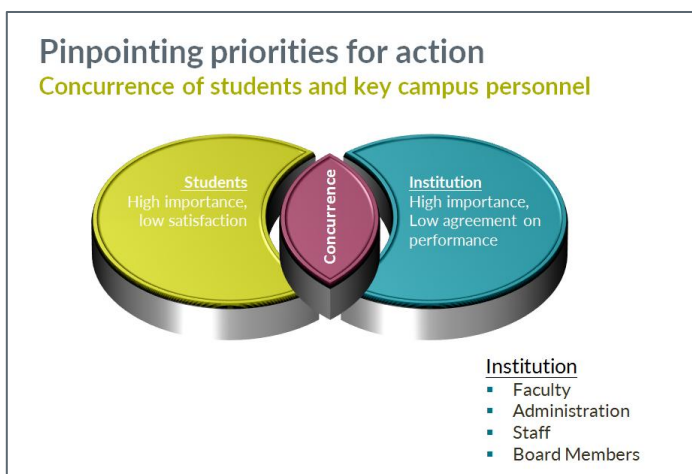 Pinpointing priorities for action
Concurrence of students and key campus personnel
Students
High importance,
low satisfaction
Concurrence
Institution
High importance,
Low agreement on
performance
Institution
▪ Faculty
▪ Administration
▪ Staff
▪ Board Members